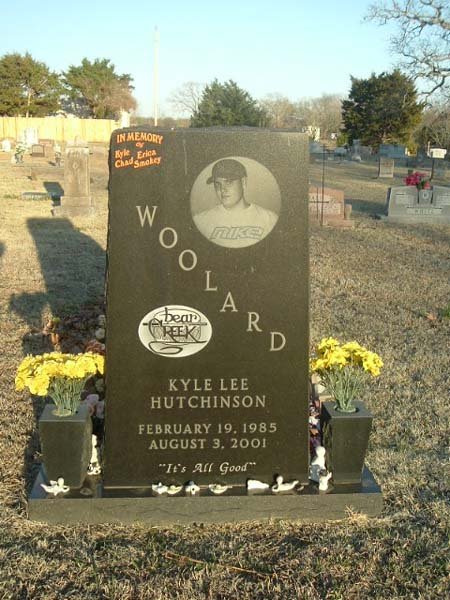 IN MEMORY
of
Kyle Erica
Chad Smokey
NIKE
WOOLARD
bear
CREEK
KYLE LEE
HUTCHINSON
FEBRUARY 19, 1985
AUGUST 3, 2001
"It's All Good"